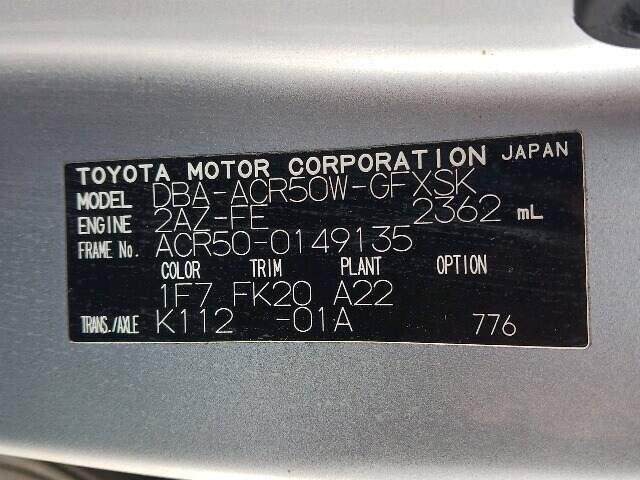 TOYOTA MOTOR CORPORATION JAPAN
MODEL DBA-ACR50W-GFXSK
ENGINE 2AZ-FE 2362 mL
FRAME No. ACR50-0149135
COLOR TRIM PLANT OPTION
1F7 FK20 A22
TRANS./AXLE K112 -01A 776